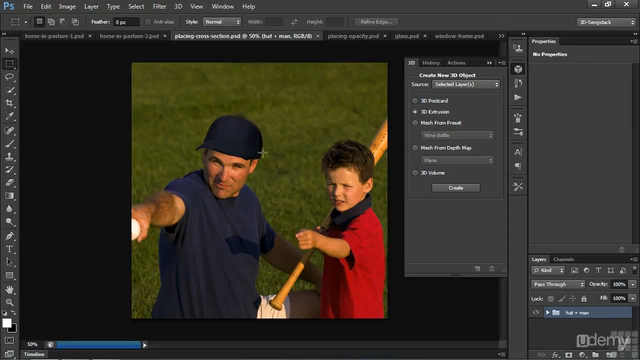 Ps File Edit Image Layer Type Select Filter 3D View Window Help
Feather: 0 px Anti-alias Style: Normal Width: Height: Refine Edge... 3D-Sengstack
horse-in-pasture-1.psd × horse-in-pasture-2.psd × placing-cross-section.psd @ 50% (hat + man, RGB/8) × placing-opacity.psd × glass.psd × window-frame.psd
3D History Actions
Create New 3D Object
Source: Selected Layer(s)
3D Postcard
3D Extrusion
Mesh From Preset
Wine Bottle
Mesh From Depth Map
Plane
3D Volume
Create
Properties
No Properties
Layers Channels
Kind
Pass Through Opacity: 100%
Lock: Fill: 100%
hat + man
50%
Timeline
udemy